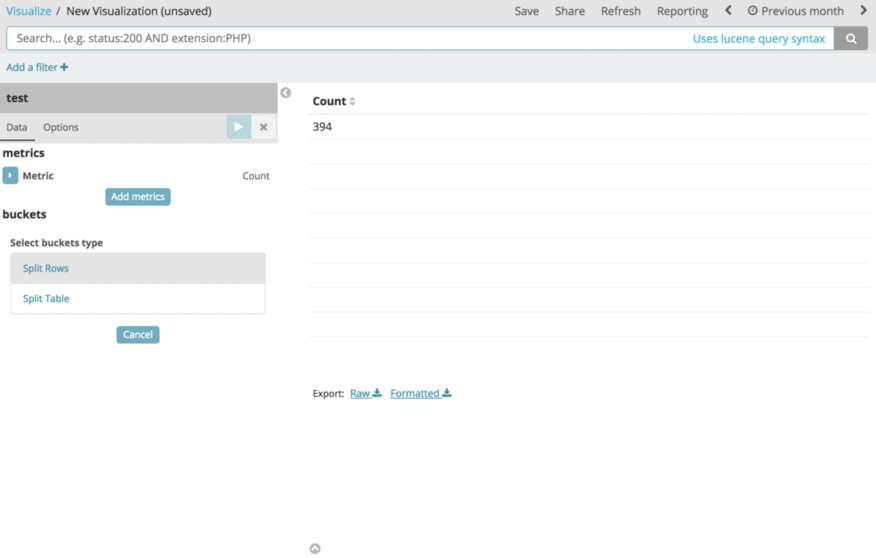 Visualize / New Visualization (unsaved) Save Share Refresh Reporting Previous month
Search... (e.g. status:200 AND extension:PHP) Uses lucene query syntax
Add a filter +
test
Data Options
metrics
Metric Count
Add metrics
buckets
Select buckets type
Split Rows
Split Table
Cancel
Count
394
Export: Raw Formatted